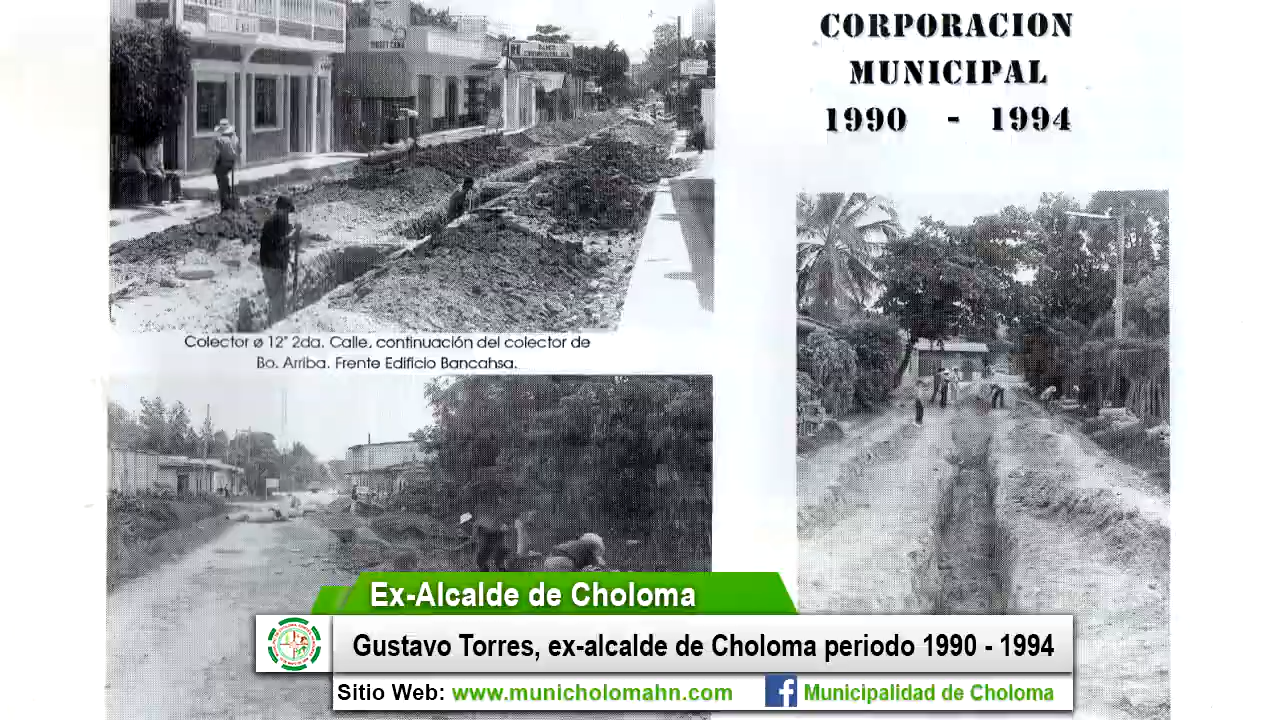 CORPORACION
MUNICIPAL
1990 - 1994
Colector ø 12" 2da. Calle, continuación del colector de
Bo. Arriba. Frente Edificio Bancahsa.
Ex-Alcalde de Choloma
Gustavo Torres, ex-alcalde de Choloma periodo 1990 - 1994
Sitio Web: www.municholomahn.com
Municipalidad de Choloma